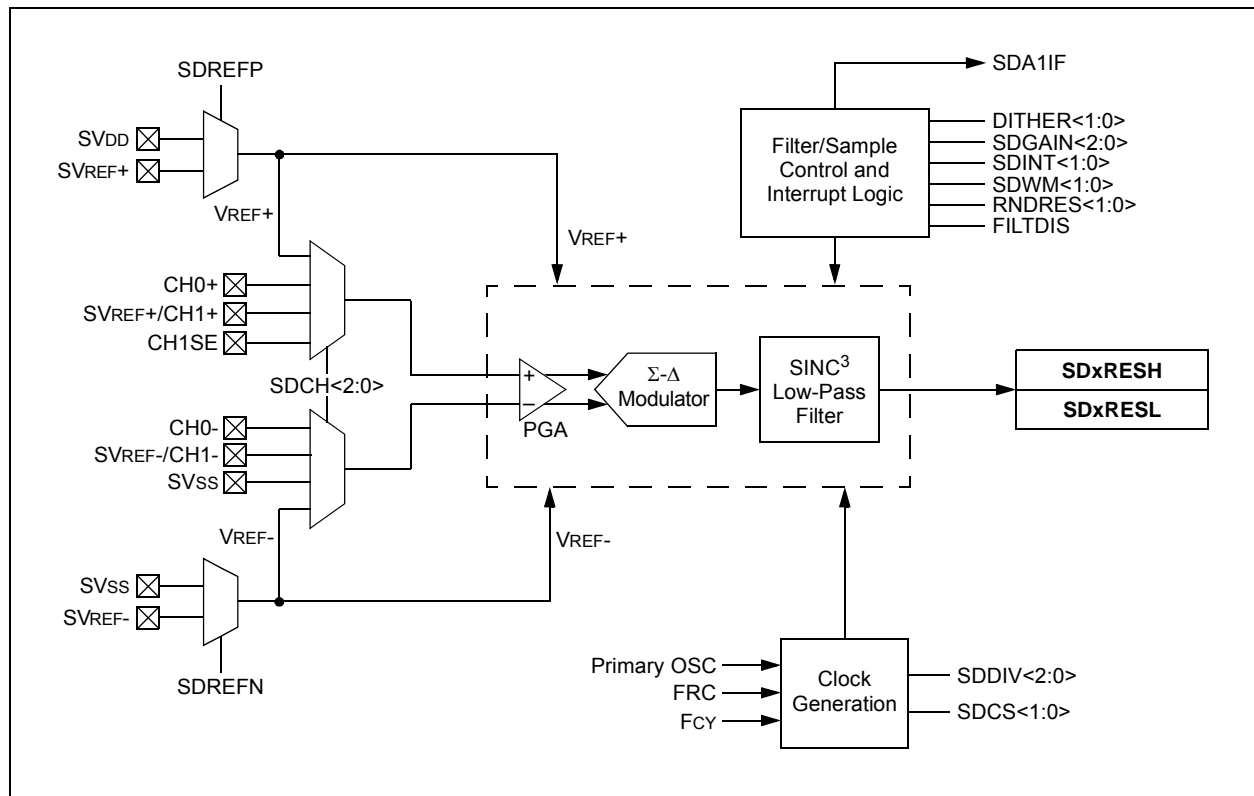 SDREFP
SVDD
SVREF+
VREF+
CH0+
SVREF+/CH1+
CH1SE
SDCH<2:0>
CH0-
SVREF-/CH1-
SVSS
VREF-
SVSS
SVREF-
SDREFN
VREF+
VREF-
+
–
PGA
Σ-Δ
Modulator
SINC³
Low-Pass
Filter
SDxRESH
SDxRESL
SDA1IF
Filter/Sample
Control and
Interrupt Logic
DITHER<1:0>
SDGAIN<2:0>
SDINT<1:0>
SDWM<1:0>
RNDRES<1:0>
FILTDIS
Primary OSC
FRC
FCY
Clock
Generation
SDDIV<2:0>
SDCS<1:0>